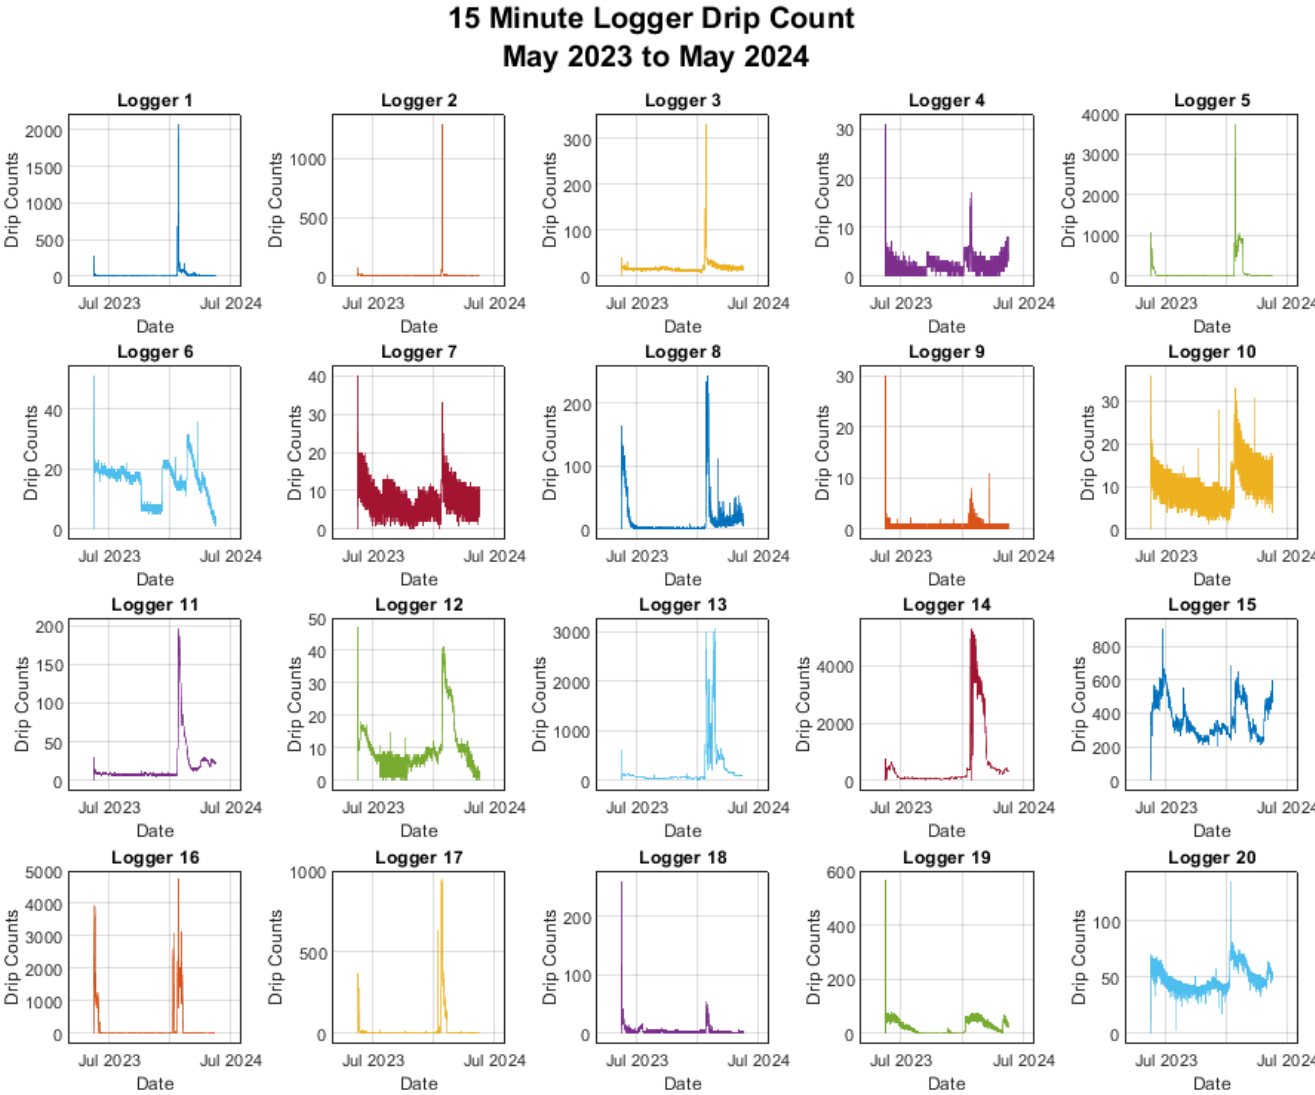 15 Minute Logger Drip Count
May 2023 to May 2024
Logger 1
2000
1500
1000
500
0
Drip Counts
Jul 2023 Jul 2024
Date
Logger 2
1000
500
0
Drip Counts
Jul 2023 Jul 2024
Date
Logger 3
300
200
100
0
Drip Counts
Jul 2023 Jul 2024
Date
Logger 4
30
20
10
0
Drip Counts
Jul 2023 Jul 2024
Date
Logger 5
4000
3000
2000
1000
0
Drip Counts
Jul 2023 Jul 2024
Date
Logger 6
40
20
0
Drip Counts
Jul 2023 Jul 2024
Date
Logger 7
40
30
20
10
0
Drip Counts
Jul 2023 Jul 2024
Date
Logger 8
200
100
0
Drip Counts
Jul 2023 Jul 2024
Date
Logger 9
30
20
10
0
Drip Counts
Jul 2023 Jul 2024
Date
Logger 10
30
20
10
0
Drip Counts
Jul 2023 Jul 2024
Date
Logger 11
200
150
100
50
0
Drip Counts
Jul 2023 Jul 2024
Date
Logger 12
50
40
30
20
10
0
Drip Counts
Jul 2023 Jul 2024
Date
Logger 13
3000
2000
1000
0
Drip Counts
Jul 2023 Jul 2024
Date
Logger 14
4000
2000
0
Drip Counts
Jul 2023 Jul 2024
Date
Logger 15
800
600
400
200
0
Drip Counts
Jul 2023 Jul 2024
Date
Logger 16
5000
4000
3000
2000
1000
0
Drip Counts
Jul 2023 Jul 2024
Date
Logger 17
1000
500
0
Drip Counts
Jul 2023 Jul 2024
Date
Logger 18
200
100
0
Drip Counts
Jul 2023 Jul 2024
Date
Logger 19
600
400
200
0
Drip Counts
Jul 2023 Jul 2024
Date
Logger 20
100
50
0
Drip Counts
Jul 2023 Jul 2024
Date